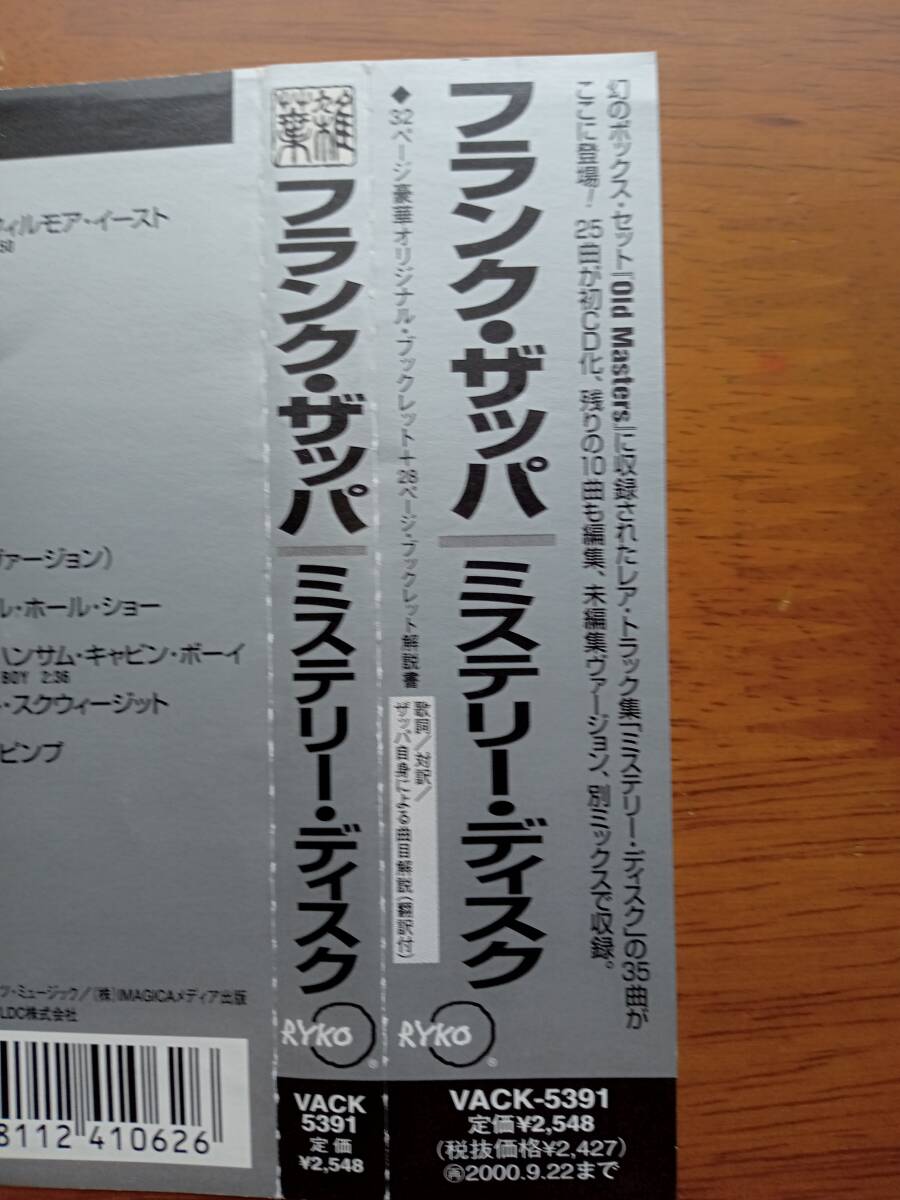 幻のボックス・セット『Old Masters』に収録されたレア・トラック集「ミステリー・ディスク」の35曲が
ここに登場! 25曲が初CD化、残りの10曲も編集、未編集ヴァージョン、別ミックスで収録。
フランク・ザッパ ミステリー・ディスク
◆32ページ豪華オリジナル・ブックレット+28ページ・ブックレット解説書
歌詞/対訳/
ザッパ自身による曲目解説(翻訳付)
RYKO
VACK-5391
定価¥2,548
(税抜価格¥2,427)
再2000.9.22まで
フランク・ザッパ ミステリー・ディスク
RYKO
VACK
5391
定価
¥2,548
フィルモア・イースト
ヴァージョン)
ル・ホール・ショー
ハンサム・キャビン・ボーイ
BOY 2:36
・スクウィージット
ピンプ
ツ・ミュージック/(株)IMAGICAメディア出版
LDC株式会社
8112 410626